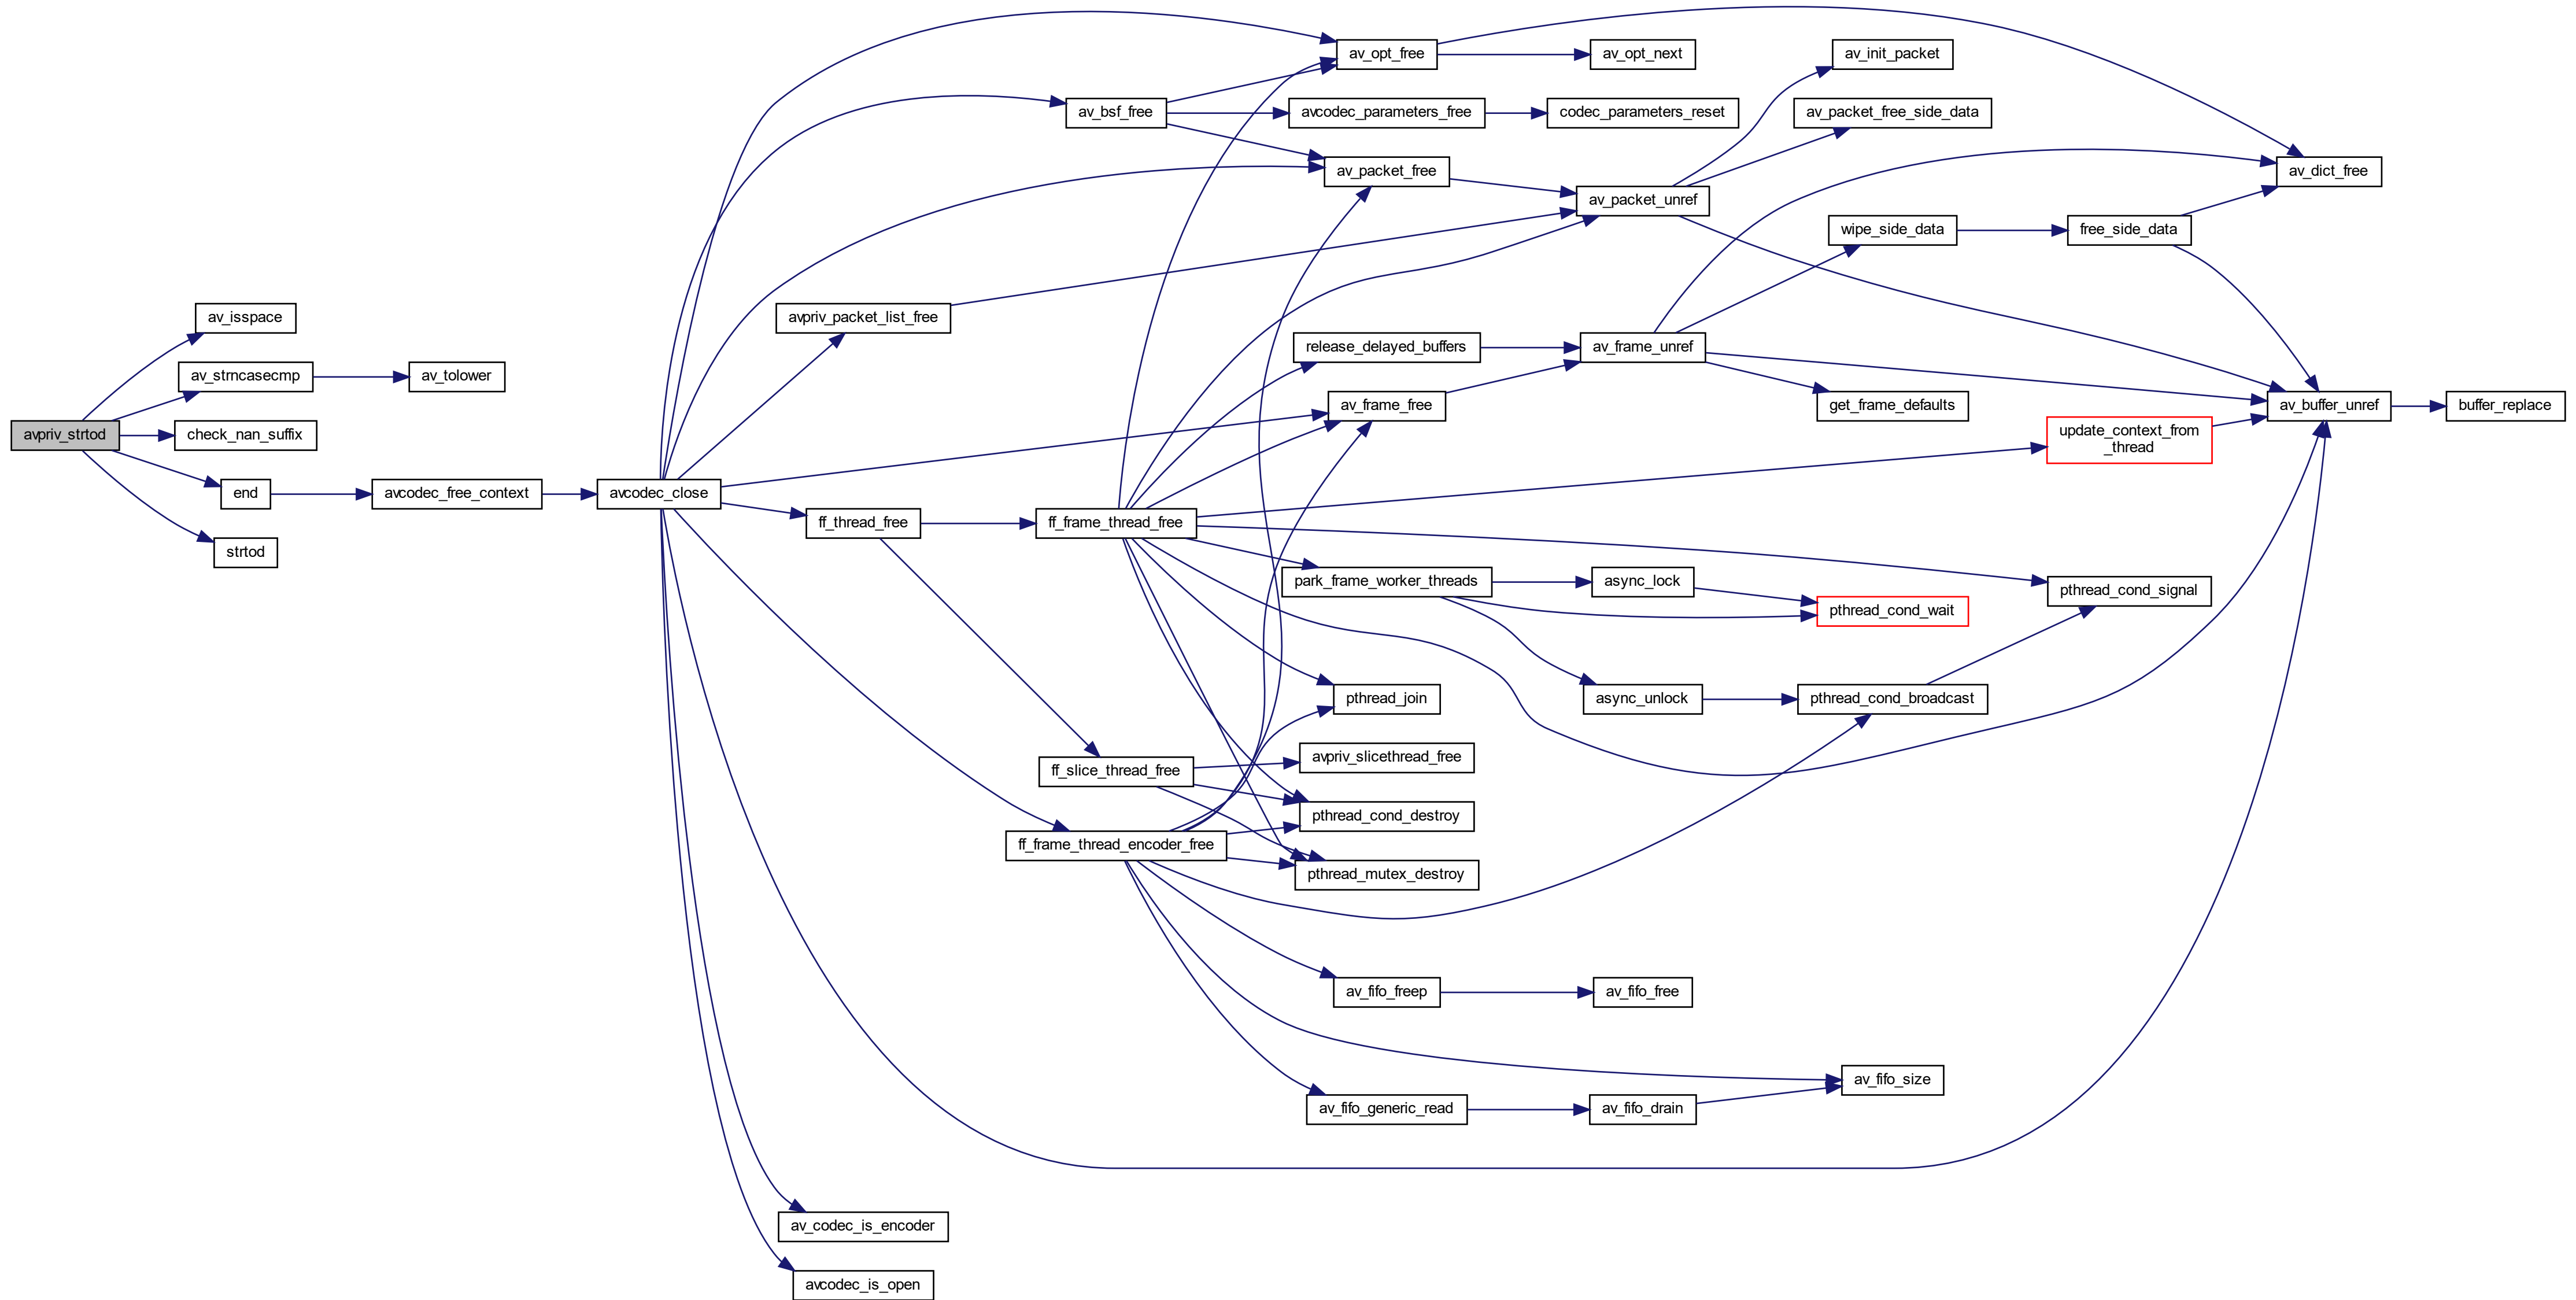 av_opt_free
av_opt_next
av_init_packet
av_bsf_free
avcodec_parameters_free
codec_parameters_reset
av_packet_free_side_data
av_packet_free
av_dict_free
av_packet_unref
wipe_side_data
free_side_data
av_isspace
avpriv_packet_list_free
release_delayed_buffers
av_frame_unref
av_strncasecmp
av_tolower
av_frame_free
get_frame_defaults
av_buffer_unref
buffer_replace
avpriv_strtod
check_nan_suffix
update_context_from
_thread
end
avcodec_free_context
avcodec_close
ff_thread_free
ff_frame_thread_free
strtod
park_frame_worker_threads
async_lock
pthread_cond_signal
pthread_cond_wait
pthread_join
async_unlock
pthread_cond_broadcast
avpriv_slicethread_free
ff_slice_thread_free
pthread_cond_destroy
ff_frame_thread_encoder_free
pthread_mutex_destroy
av_fifo_freep
av_fifo_free
av_fifo_size
av_fifo_generic_read
av_fifo_drain
av_codec_is_encoder
avcodec_is_open